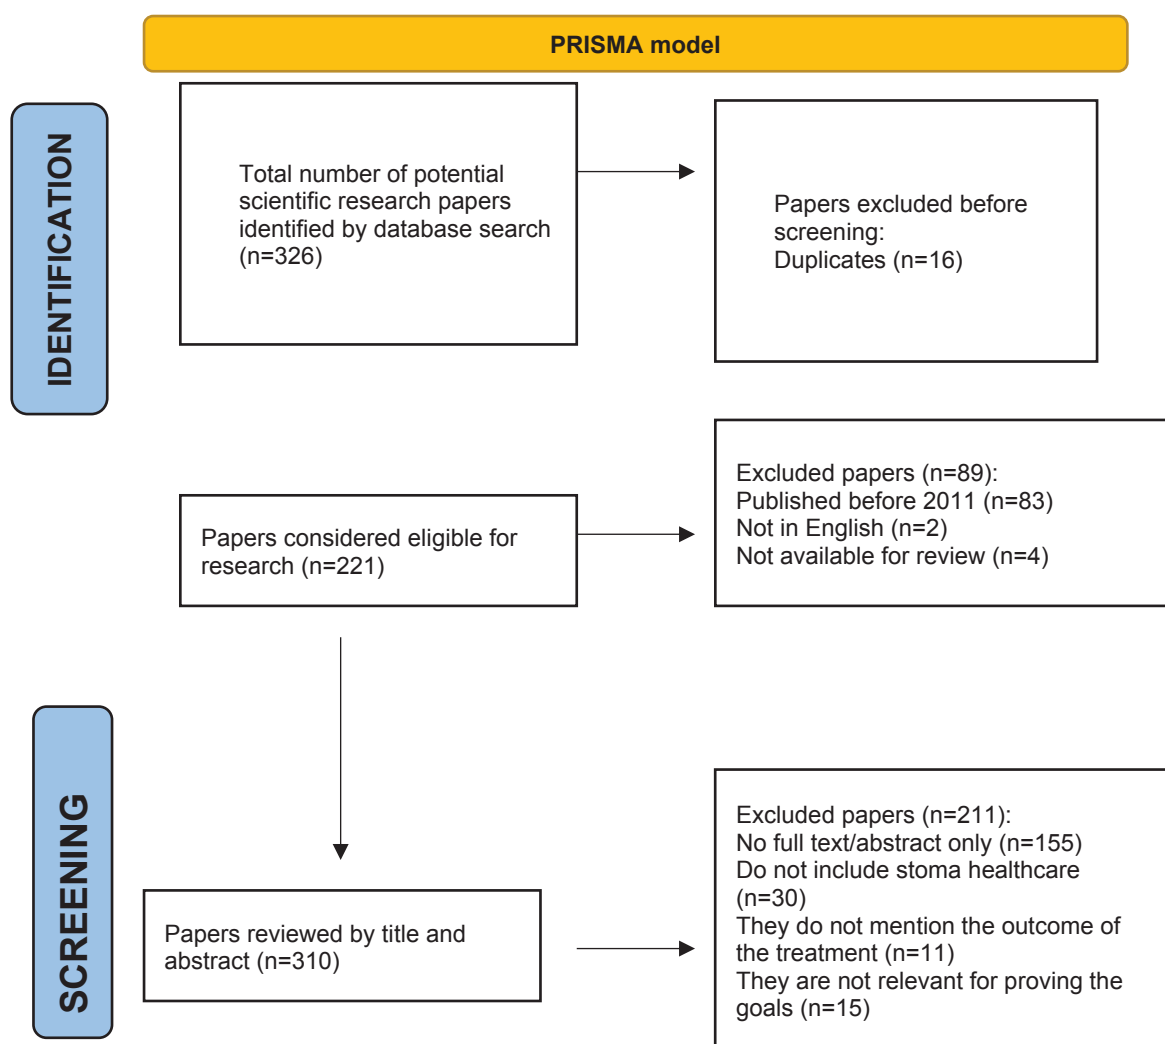 PRISMA model
IDENTIFICATION
Total number of potential
scientific research papers
identified by database search
(n=326)
Papers excluded before
screening:
Duplicates (n=16)
Papers considered eligible for
research (n=221)
Excluded papers (n=89):
Published before 2011 (n=83)
Not in English (n=2)
Not available for review (n=4)
SCREENING
Papers reviewed by title and
abstract (n=310)
Excluded papers (n=211):
No full text/abstract only (n=155)
Do not include stoma healthcare
(n=30)
They do not mention the outcome of
the treatment (n=11)
They are not relevant for proving the
goals (n=15)